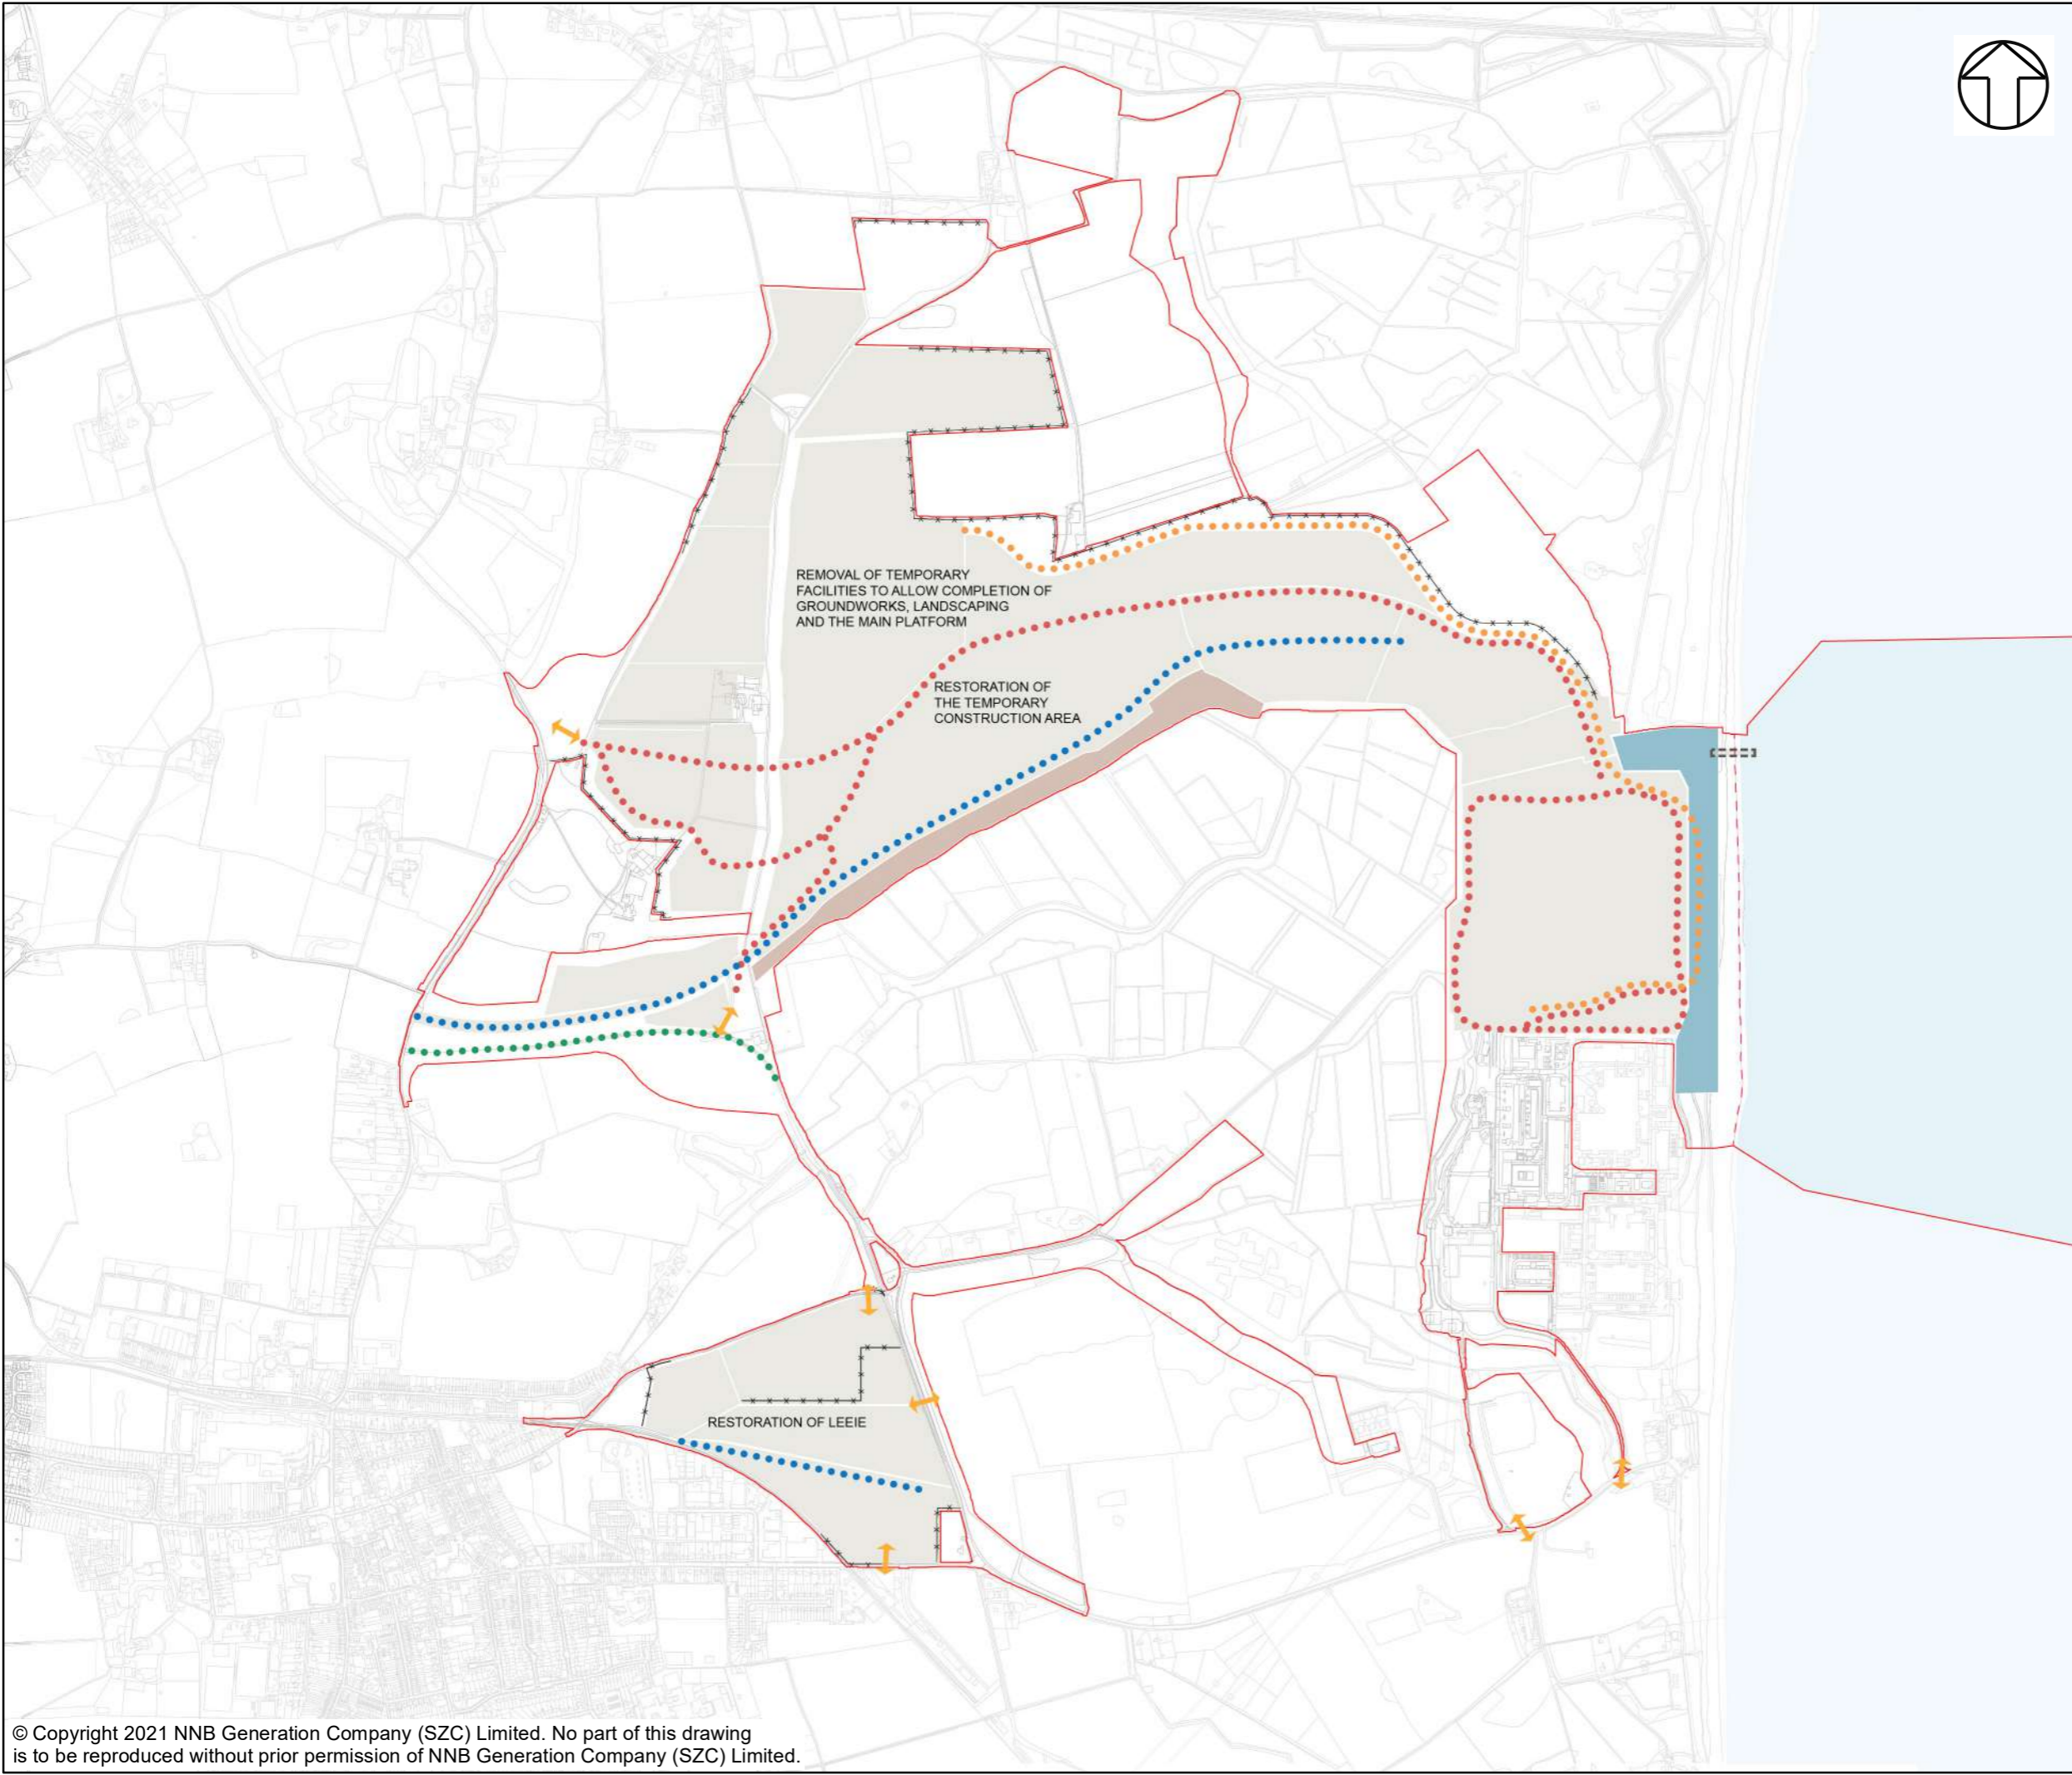 REMOVAL OF TEMPORARY
FACILITIES TO ALLOW COMPLETION OF
GROUNDWORKS, LANDSCAPING
AND THE MAIN PLATFORM
RESTORATION OF
THE TEMPORARY
CONSTRUCTION AREA
RESTORATION OF LEEIE
© Copyright 2021 NNB Generation Company (SZC) Limited. No part of this drawing
is to be reproduced without prior permission of NNB Generation Company (SZC) Limited.